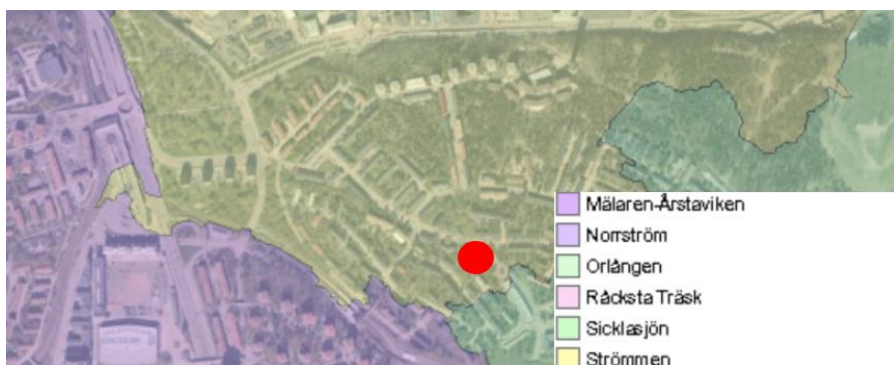 Mälaren-Årstaviken
Norrström
Orlången
Råcksta Träsk
Sicklasjön
Strömmen